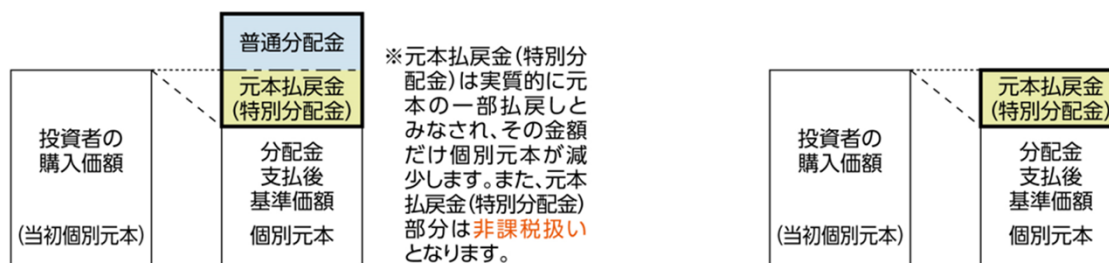 普通分配金
元本払戻金
(特別分配金)
投資者の
購入価額
(当初個別元本)
分配金
支払後
基準価額
個別元本
※元本払戻金(特別分
配金)は実質的に元
本の一部払戻しと
みなされ、その金額
だけ個別元本が減
少します。また、元本
払戻金(特別分配金)
部分は非課税扱い
となります。
元本払戻金
(特別分配金)
投資者の
購入価額
(当初個別元本)
分配金
支払後
基準価額
個別元本